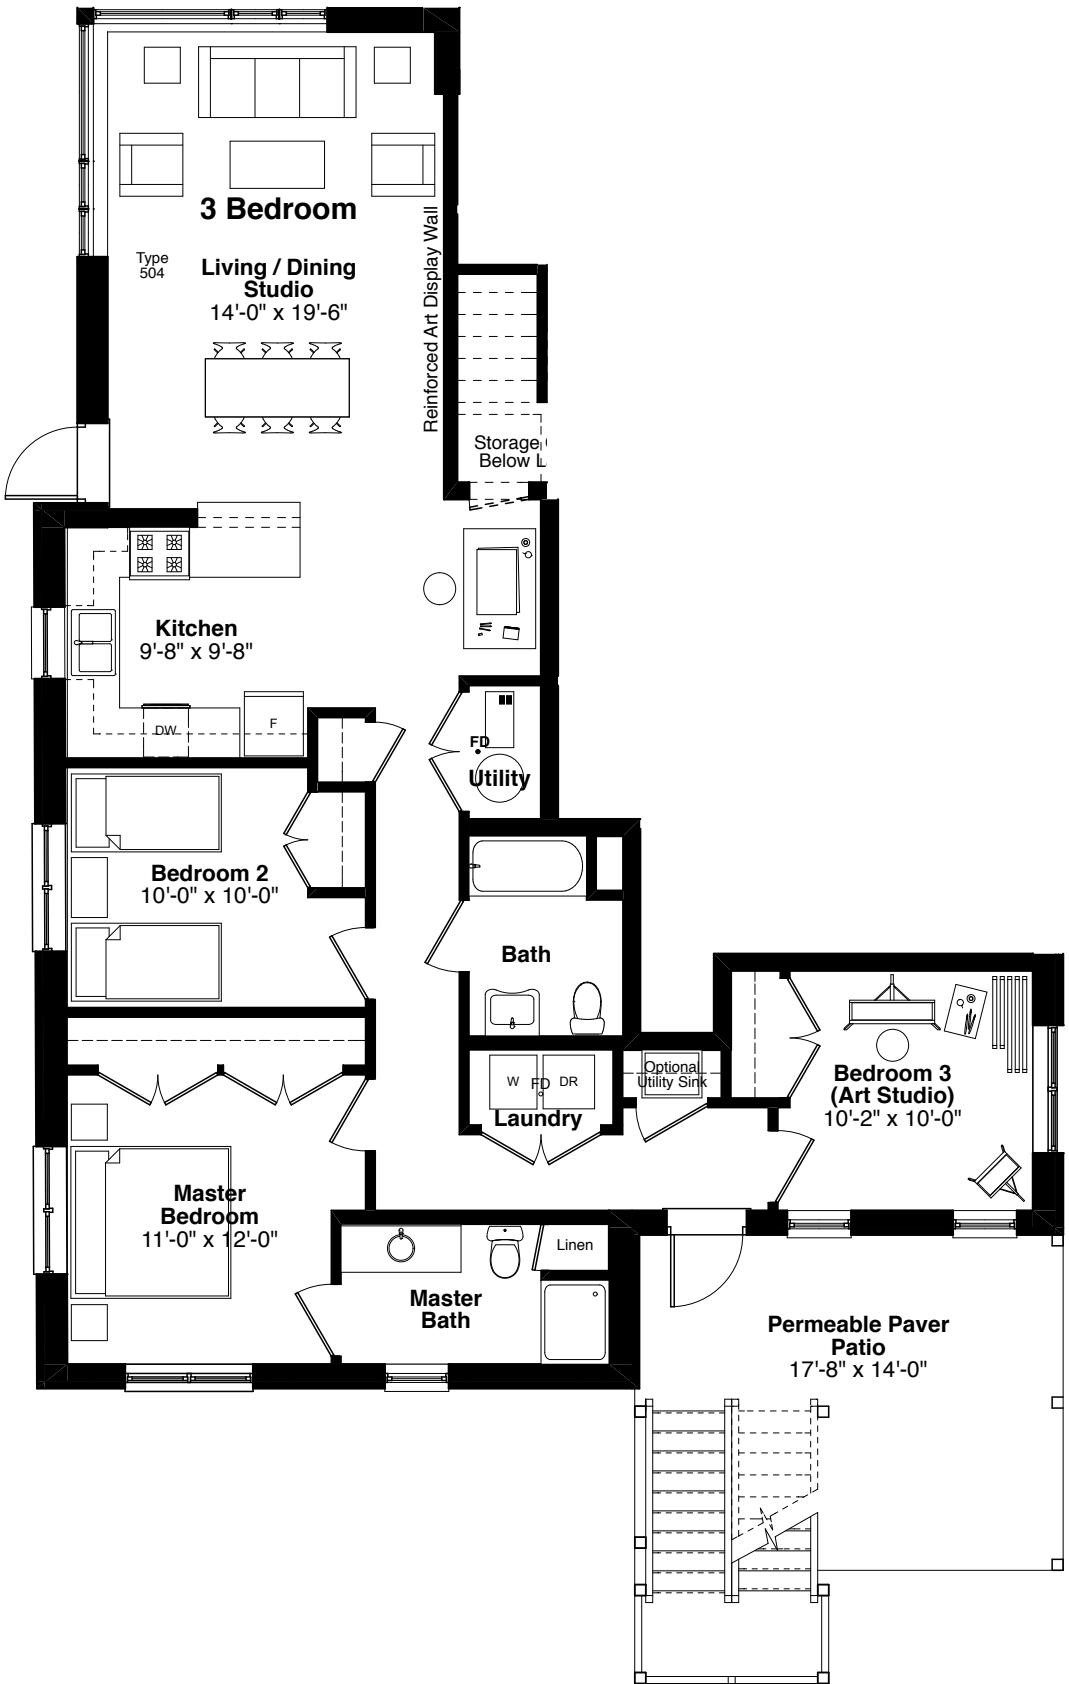 3 Bedroom
Type
504
Living / Dining
Studio
14'-0" x 19'-6"
Reinforced Art Display Wall
Storage
Below L
Kitchen
9'-8" x 9'-8"
DW
F
FD
Utility
Bedroom 2
10'-0" x 10'-0"
Bath
W
FD
DR
Laundry
Optional
Utility Sink
Bedroom 3
(Art Studio)
10'-2" x 10'-0"
Master
Bedroom
11'-0" x 12'-0"
Linen
Master
Bath
Permeable Paver
Patio
17'-8" x 14'-0"